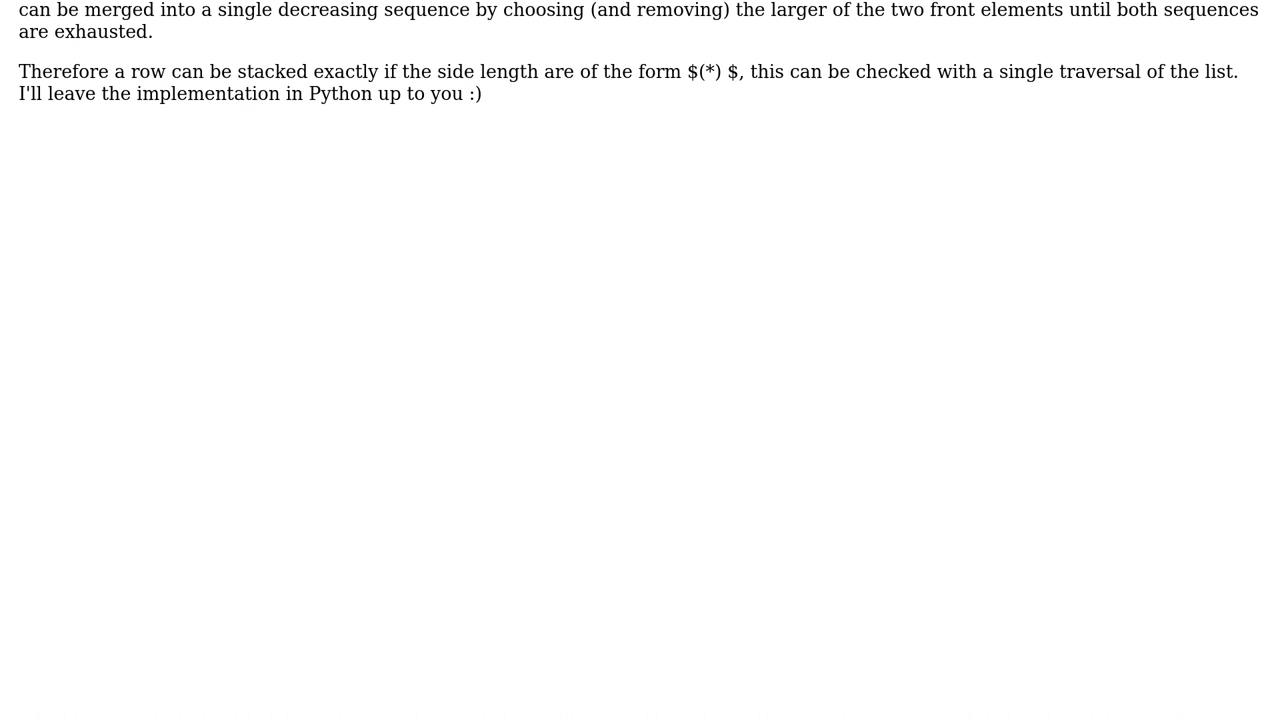 can be merged into a single decreasing sequence by choosing (and removing) the larger of the two front elements until both sequences
are exhausted.
Therefore a row can be stacked exactly if the side length are of the form $(*) $, this can be checked with a single traversal of the list.
I'll leave the implementation in Python up to you :)